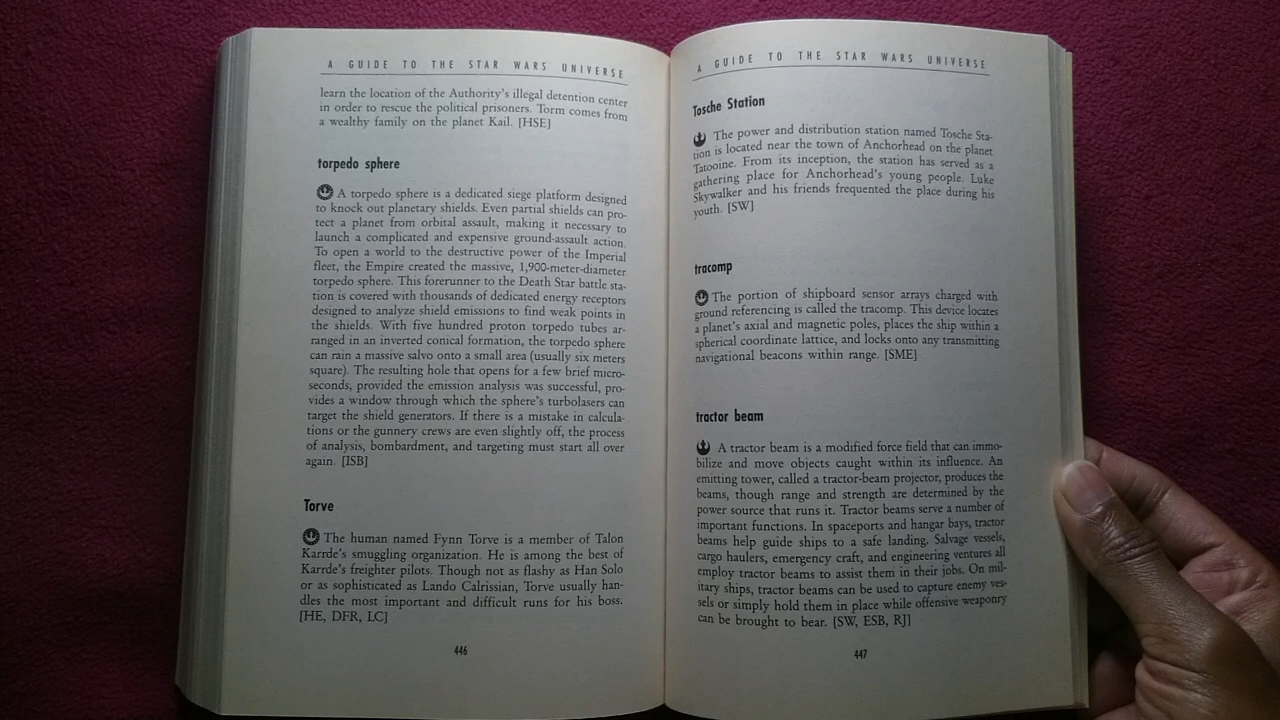 A GUIDE TO THE STAR WARS UNIVERSE
learn the location of the Authority's illegal detention center
in order to rescue the political prisoners. Torm comes from
a wealthy family on the planet Kail. [HSE]
torpedo sphere
A torpedo sphere is a dedicated siege platform designed
to knock out planetary shields. Even partial shields can pro-
tect a planet from orbital assault, making it necessary to
launch a complicated and expensive ground-assault action.
To open a world to the destructive power of the Imperial
fleet, the Empire created the massive, 1,900-meter-diameter
torpedo sphere. This forerunner to the Death Star battle sta-
tion is covered with thousands of dedicated energy receptors
designed to analyze shield emissions to find weak points in
the shields. With five hundred proton torpedo tubes ar-
ranged in an inverted conical formation, the torpedo sphere
can rain a massive salvo onto a small area (usually six meters
square). The resulting hole that opens for a few brief micro-
seconds, provided the emission analysis was successful, pro-
vides a window through which the sphere's turbolasers can
target the shield generators. If there is a mistake in calcula-
tions or the gunnery crews are even slightly off, the process
of analysis, bombardment, and targeting must start all over
again. [ISB]
Torve
The human named Fynn Torve is a member of Talon
Karrde's smuggling organization. He is among the best of
Karrde's freighter pilots. Though not as flashy as Han Solo
or as sophisticated as Lando Calrissian, Torve usually han-
dles the most important and difficult runs for his boss.
[HE, DFR, LC]
446
A GUIDE TO THE STAR WARS UNIVERSE
Tosche Station
The power and distribution station named Tosche Sta-
tion is located near the town of Anchorhead on the planet
Tatooine. From its inception, the station has served as a
gathering place for Anchorhead's young people. Luke
Skywalker and his friends frequented the place during his
youth. [SW]
tracomp
The portion of shipboard sensor arrays charged with
ground referencing is called the tracomp. This device locates
a planet's axial and magnetic poles, places the ship within a
spherical coordinate lattice, and locks onto any transmitting
navigational beacons within range. [SME]
tractor beam
A tractor beam is a modified force field that can immo-
bilize and move objects caught within its influence. An
emitting tower, called a tractor-beam projector, produces the
beams, though range and strength are determined by the
power source that runs it. Tractor beams serve a number of
important functions. In spaceports and hangar bays, tractor
beams help guide ships to a safe landing. Salvage vessels,
cargo haulers, emergency craft, and engineering ventures all
employ tractor beams to assist them in their jobs. On mil-
itary ships, tractor beams can be used to capture enemy ves-
sels or simply hold them in place while offensive weaponry
can be brought to bear. [SW, ESB, RJ]
447